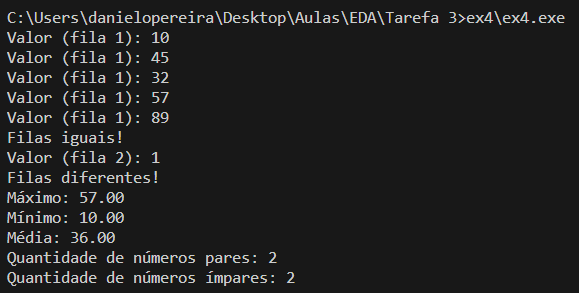 C:\Users\danielopereira\Desktop\Aulas\EDA\Tarefa 3>ex4\ex4.exe
Valor (fila 1): 10
Valor (fila 1): 45
Valor (fila 1): 32
Valor (fila 1): 57
Valor (fila 1): 89
Filas iguais!
Valor (fila 2): 1
Filas diferentes!
Máximo: 57.00
Mínimo: 10.00
Média: 36.00
Quantidade de números pares: 2
Quantidade de números ímpares: 2